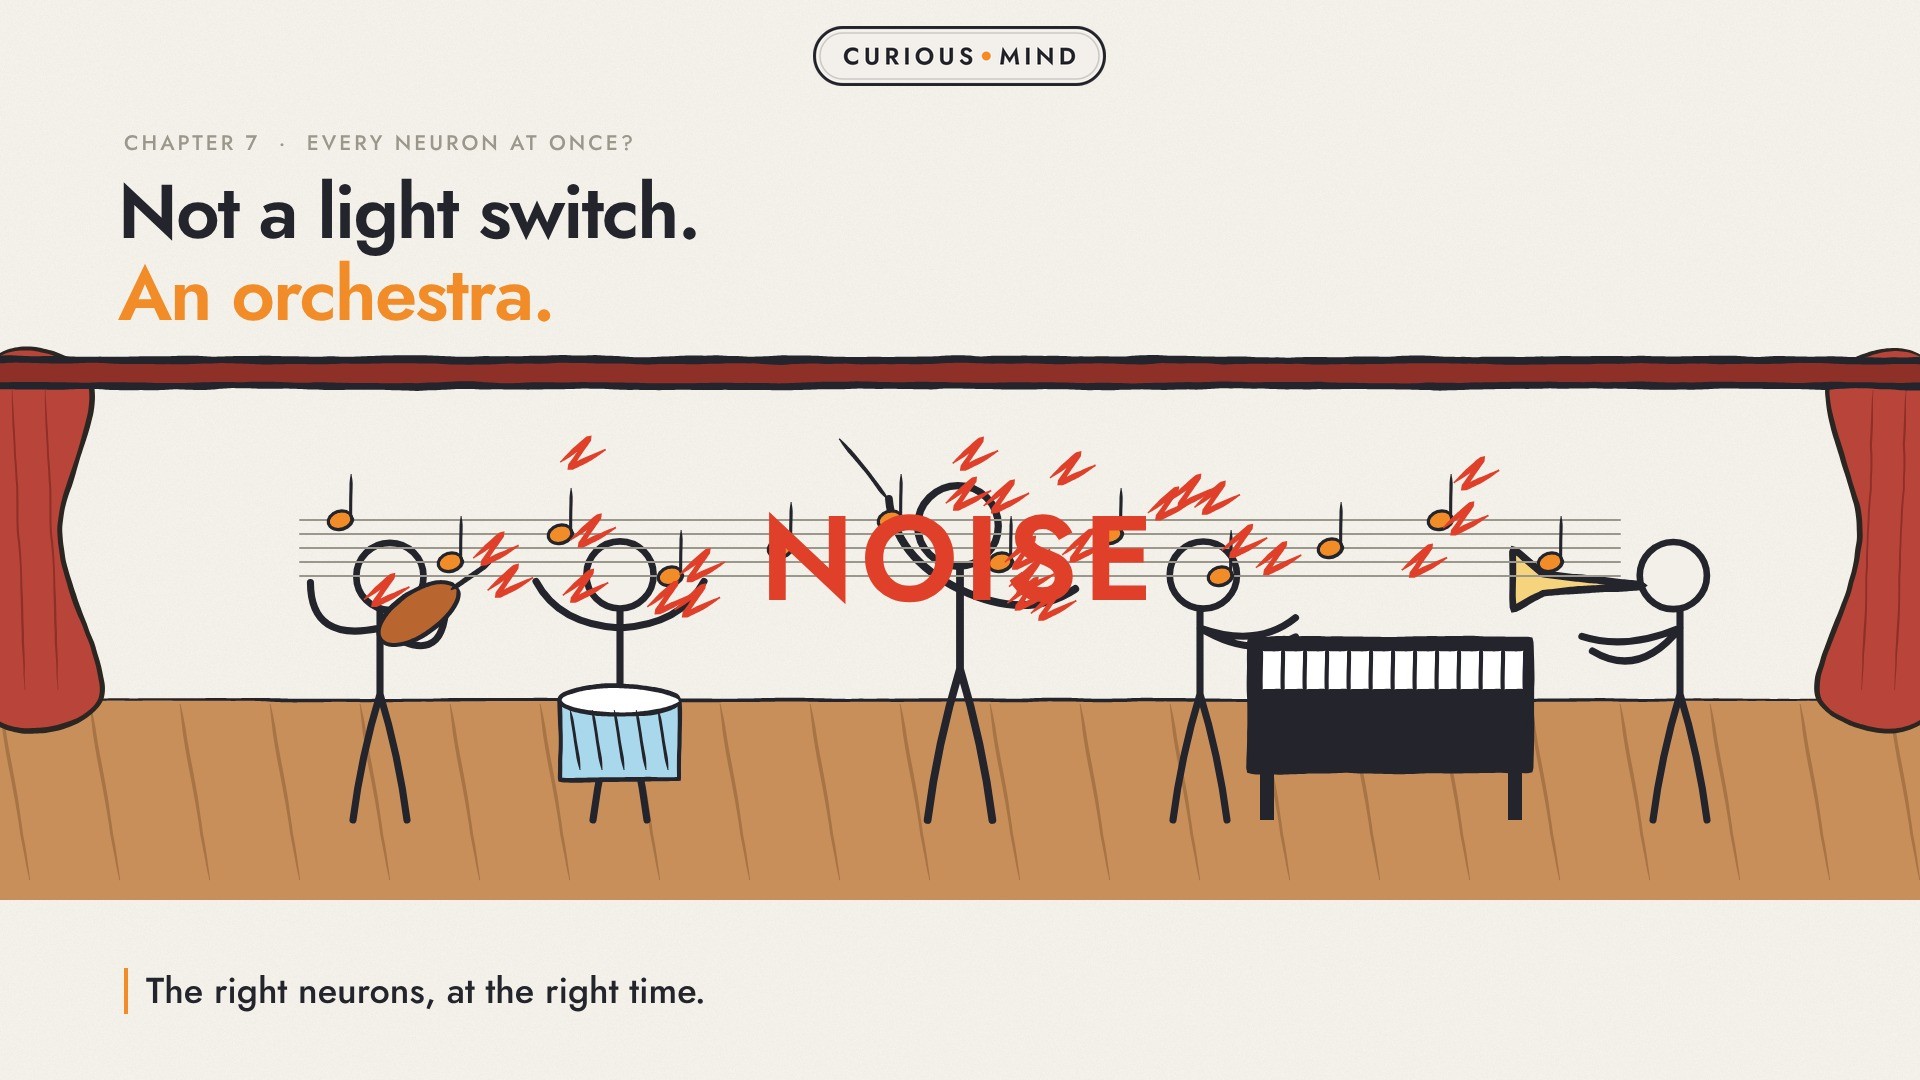 CURIOUS•MIND
CHAPTER 7 · EVERY NEURON AT ONCE?
Not a light switch.
An orchestra.
NOISE
The right neurons, at the right time.